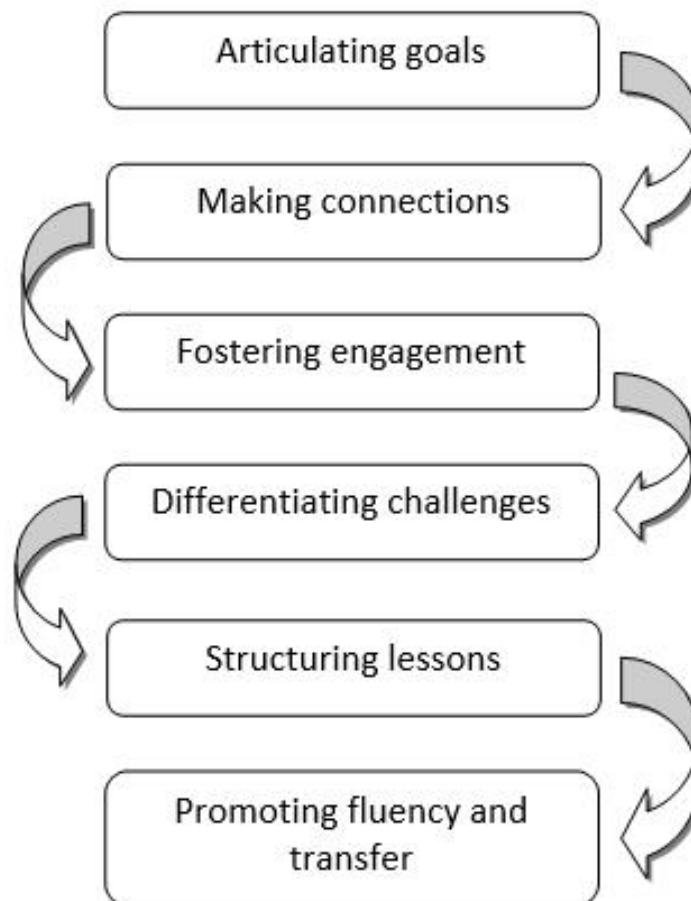 Articulating goals
Making connections
Fostering engagement
Differentiating challenges
Structuring lessons
Promoting fluency and
transfer